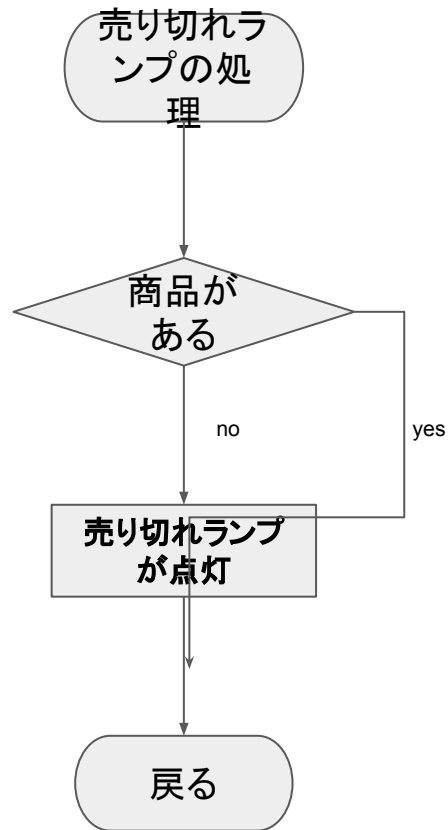 売り切れラ
ンプの処
理
商品が
ある
no
yes
売り切れランプ
が点灯
戻る